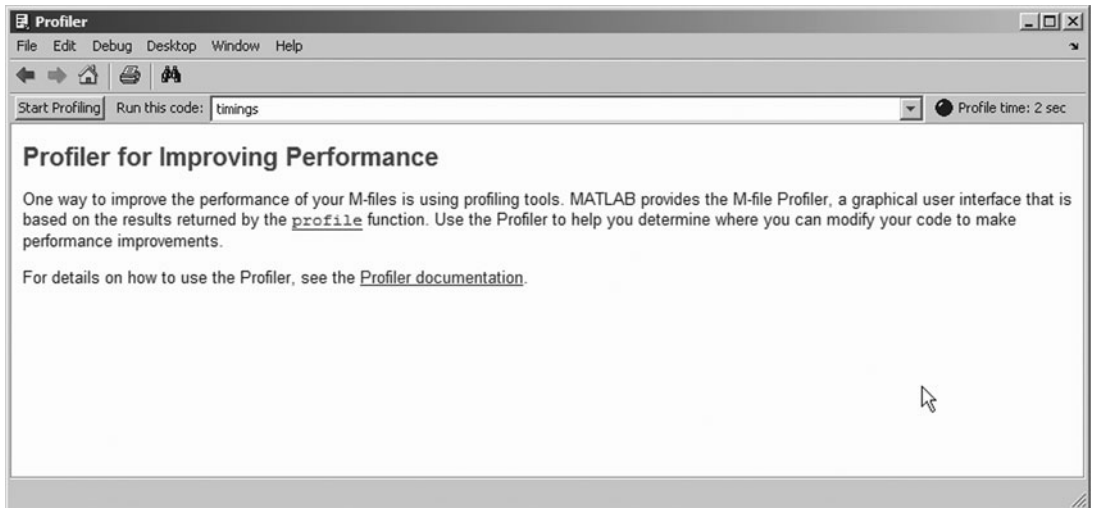 Profiler
File Edit Debug Desktop Window Help
Start Profiling Run this code: timings Profile time: 2 sec
Profiler for Improving Performance
One way to improve the performance of your M-files is using profiling tools. MATLAB provides the M-file Profiler, a graphical user interface that is
based on the results returned by the profile function. Use the Profiler to help you determine where you can modify your code to make
performance improvements.
For details on how to use the Profiler, see the Profiler documentation.